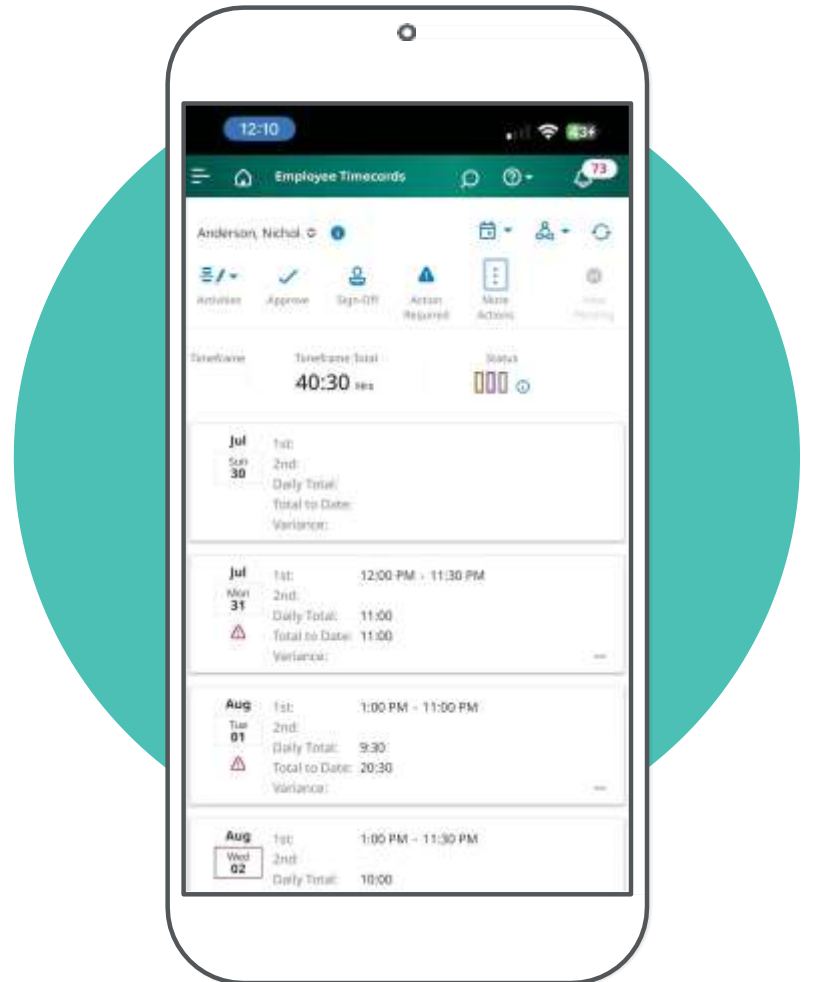 12:10
43
Employee Timecards
73
Anderson, Nichol
Activities Approve Sign-Off Action Required More Actions
Timeframe Timeframe Total Status
40:30 HRS
Jul 1st:
Sun 2nd:
30
Daily Total:
Total to Date:
Variance:
Jul 1st: 12:00 PM - 11:30 PM
Mon 2nd:
31
Daily Total: 11:00
Total to Date: 11:00
Variance: --
Aug 1st: 1:00 PM - 11:00 PM
Tue 2nd:
01
Daily Total: 9:30
Total to Date: 20:30
Variance: --
Aug 1st: 1:00 PM - 11:30 PM
Wed 2nd:
02
Daily Total: 10:00